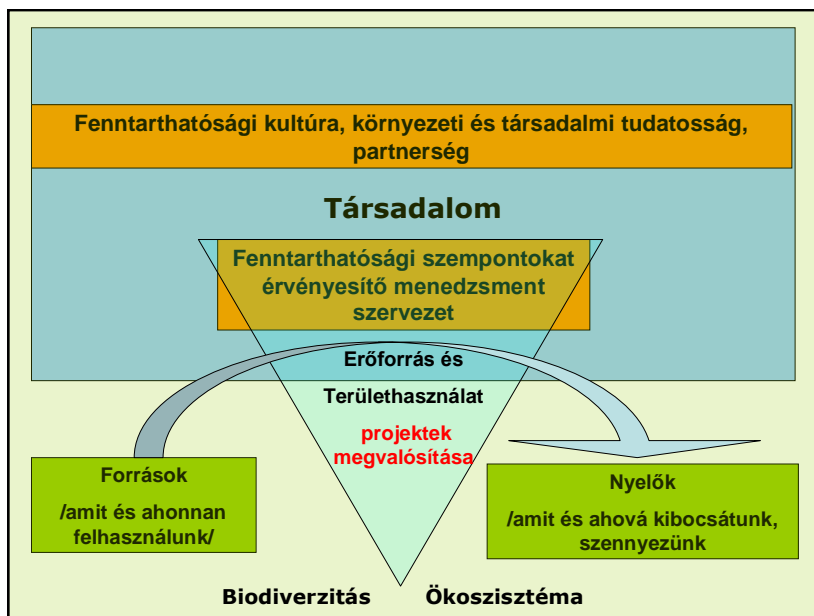 Fenntarthatósági kultúra, környezeti és társadalmi tudatosság,
partnerség
Társadalom
Fenntarthatósági szempontokat
érvényesítő menedzsment
szervezet
Erőforrás és
Területhasználat
projektek
megvalósítása
Források
/amit és ahonnan
felhasználunk/
Nyelők
/amit és ahová kibocsátunk,
szennyezünk
Biodiverzitás Ökoszisztéma